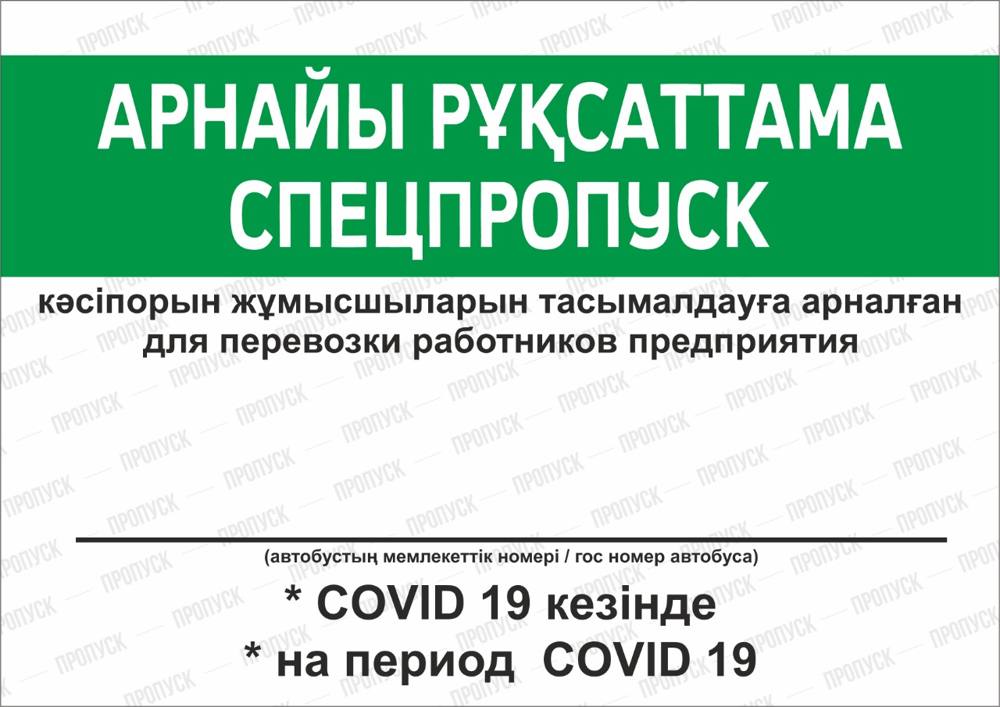 АРНАЙЫ РҰҚСАТТАМА
СПЕЦПРОПУСК
кәсіпорын жұмысшыларын тасымалдауға арналған
для перевозки работников предприятия
(автобустың мемлекеттік номері / гос номер автобуса)
* COVID 19 кезінде
* на период COVID 19